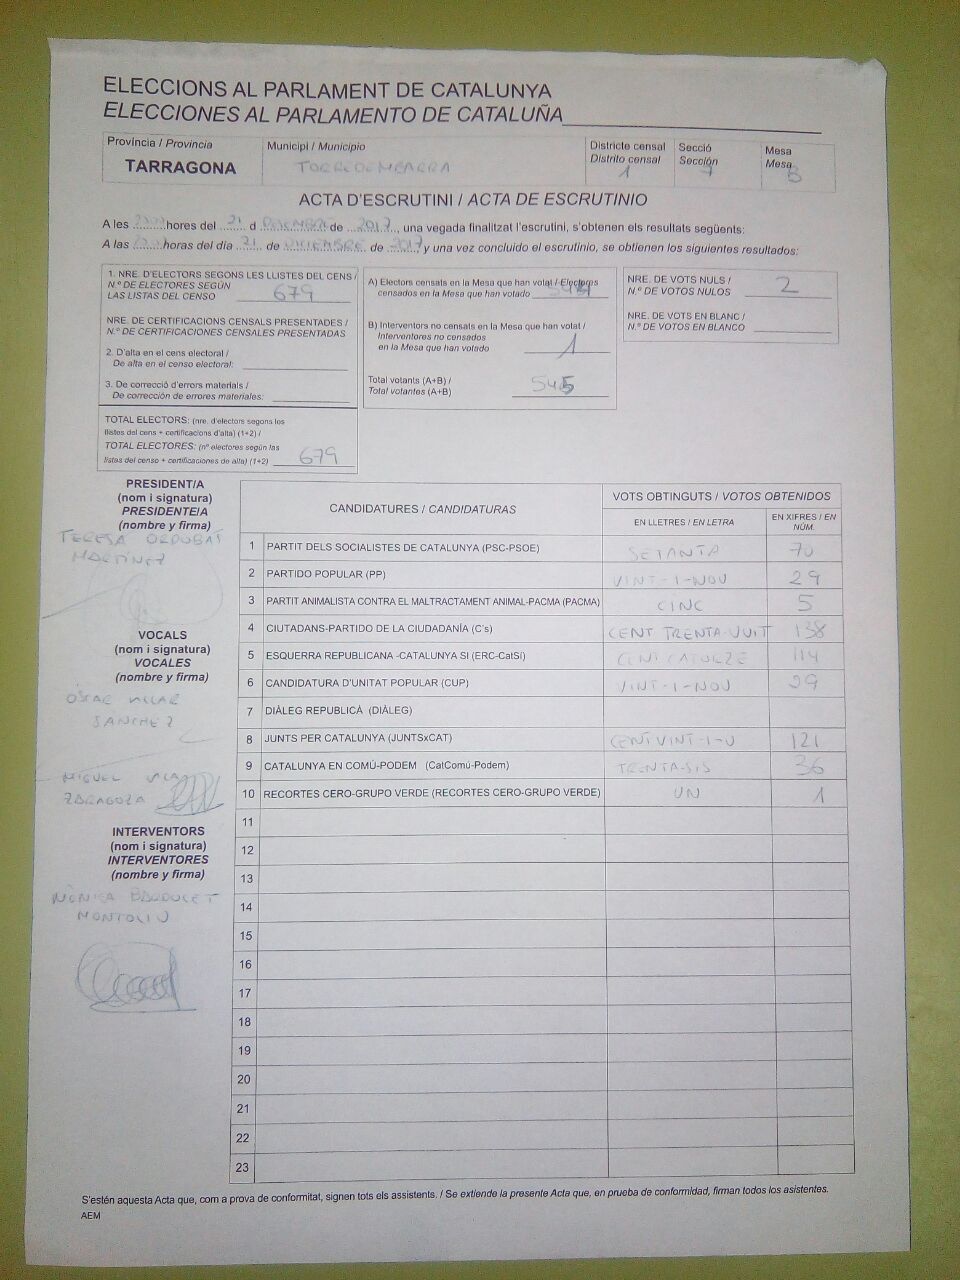 ELECCIONS AL PARLAMENT DE CATALUNYA
ELECCIONES AL PARLAMENTO DE CATALUÑA
Província / Provincia
TARRAGONA
Municipi / Municipio
TORREDEMBARRA
Districte censal
Distrito censal
1
Secció
Sección
7
Mesa
Mesa
B
ACTA D'ESCRUTINI / ACTA DE ESCRUTINIO
A les hores del 21 d DESEMBRE de 2017, una vegada finalitzat l'escrutini, s'obtenen els resultats següents:
A las horas del día 21 de DICIEMBRE de 2017 y una vez concluido el escrutinio, se obtienen los siguientes resultados:
1. NRE. D'ELECTORS SEGONS LES LLISTES DEL CENS /
N.º DE ELECTORES SEGÚN
LAS LISTAS DEL CENSO 679
NRE. DE CERTIFICACIONS CENSALS PRESENTADES /
N.º DE CERTIFICACIONES CENSALES PRESENTADAS
2. D'alta en el cens electoral /
De alta en el censo electoral:
3. De correcció d'errors materials /
De corrección de errores materiales:
TOTAL ELECTORS: (nre. d'electors segons los
llistes del cens + certificacions d'alta) (1+2) /
TOTAL ELECTORES: (nº electores según las
listas del censo + certificaciones de alta) (1+2) 679
A) Electors censats en la Mesa que han votat / Electores
censados en la Mesa que han votado
B) Interventors no censats en la Mesa que han votat /
Interventores no censados
en la Mesa que han votado 1
Total votants (A+B) /
Total votantes (A+B) 545
NRE. DE VOTS NULS /
N.º DE VOTOS NULOS 2
NRE. DE VOTS EN BLANC /
N.º DE VOTOS EN BLANCO
PRESIDENT/A
(nom i signatura)
PRESIDENTE/A
(nombre y firma)
TERESA ORDUBAS
MARTÍNEZ
VOCALS
(nom i signatura)
VOCALES
(nombre y firma)
ÓSCAR VILLAR
SANCHEZ
MIGUEL VILA
ZARAGOZA
INTERVENTORS
(nom i signatura)
INTERVENTORES
(nombre y firma)
MÒNICA
MONTOLIU
CANDIDATURES / CANDIDATURAS
VOTS OBTINGUTS / VOTOS OBTENIDOS
EN LLETRES / EN LETRA
EN XIFRES / EN
NÚM.
1 PARTIT DELS SOCIALISTES DE CATALUNYA (PSC-PSOE) SETANTA 70
2 PARTIDO POPULAR (PP) VINT-I-NOU 29
3 PARTIT ANIMALISTA CONTRA EL MALTRACTAMENT ANIMAL-PACMA (PACMA) CINC 5
4 CIUTADANS-PARTIDO DE LA CIUDADANÍA (C's) CENT TRENTA-VUIT 138
5 ESQUERRA REPUBLICANA -CATALUNYA SÍ (ERC-CatSí) CENT CATORZE 114
6 CANDIDATURA D'UNITAT POPULAR (CUP) VINT-I-NOU 29
7 DIÀLEG REPUBLICÀ (DIÀLEG)
8 JUNTS PER CATALUNYA (JUNTSxCAT) CENT VINT-I-U 121
9 CATALUNYA EN COMÚ-PODEM (CatComú-Podem) TRENTA-SIS 36
10 RECORTES CERO-GRUPO VERDE (RECORTES CERO-GRUPO VERDE) UN 1
11
12
13
14
15
16
17
18
19
20
21
22
23
S'estén aquesta Acta que, com a prova de conformitat, signen tots els assistents. / Se extiende la presente Acta que, en prueba de conformidad, firman todos los asistentes.
AEM